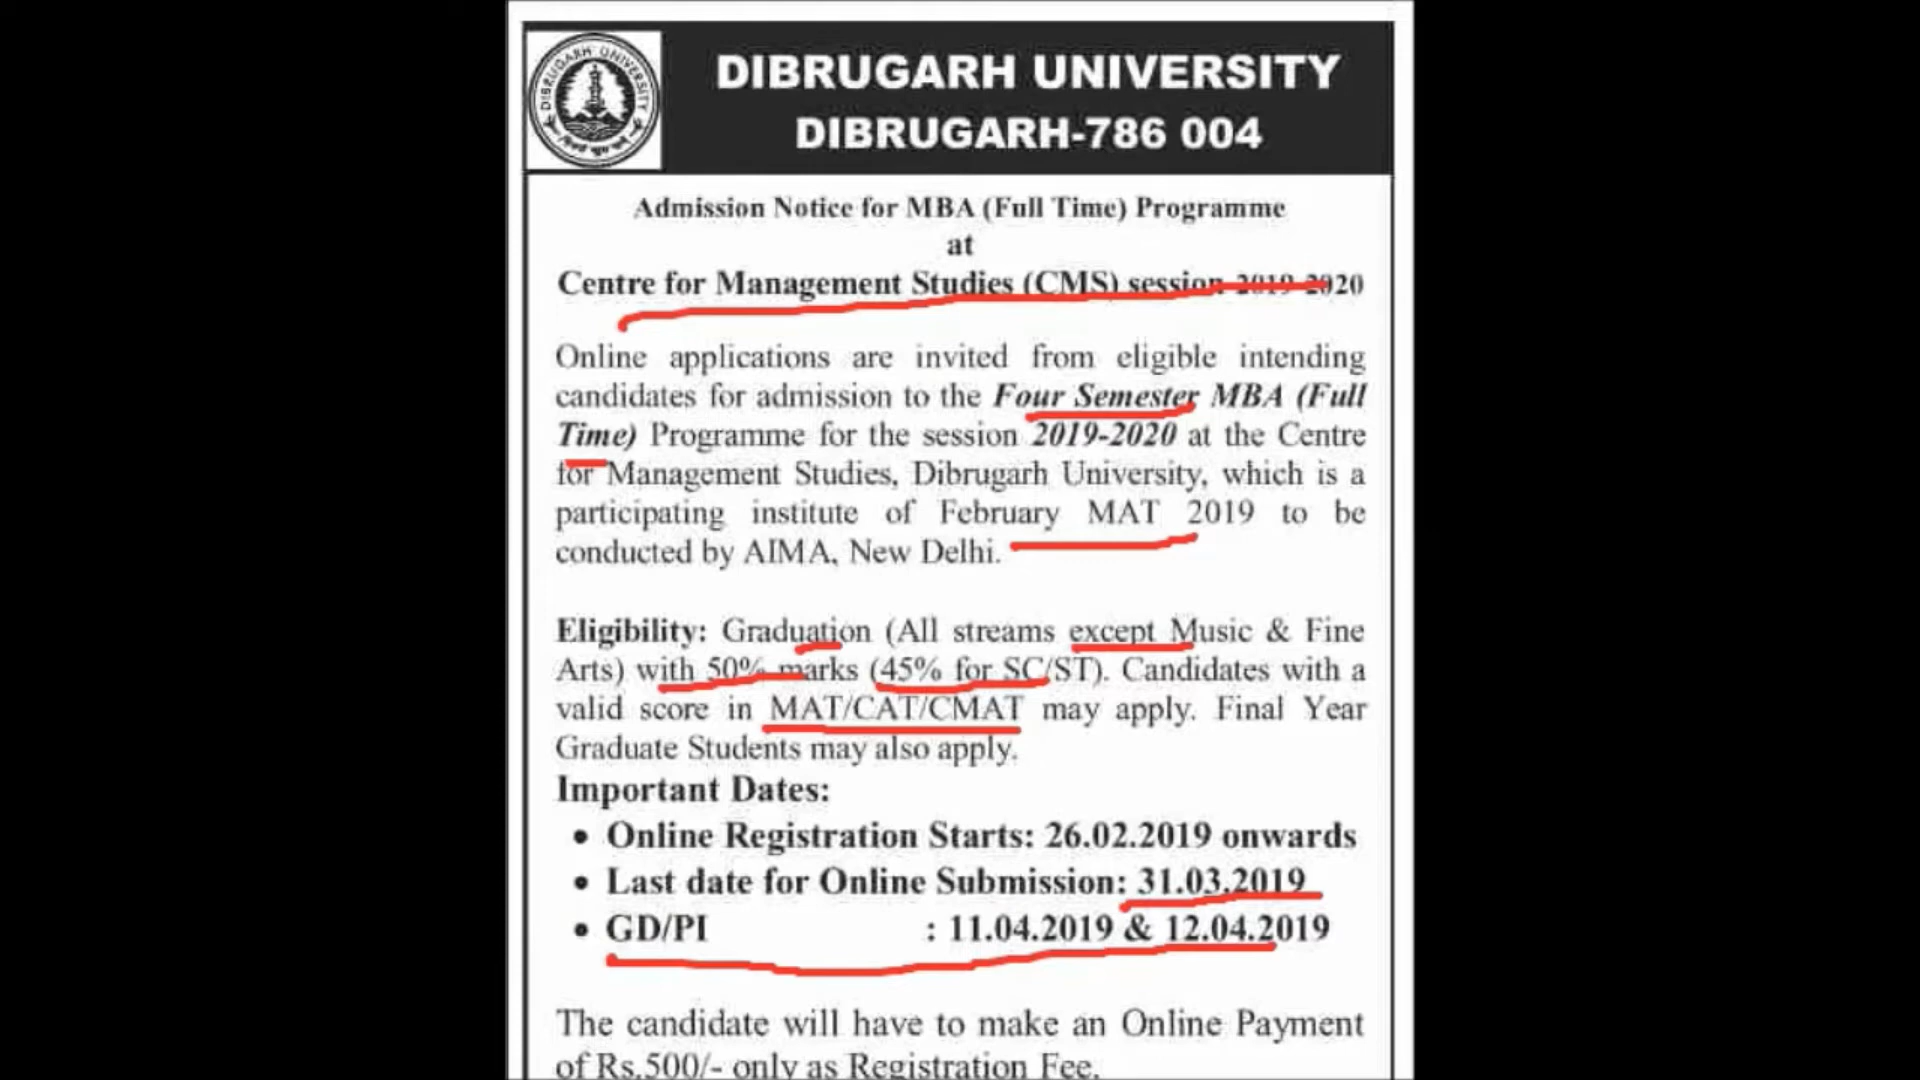 DIBRUGARH UNIVERSITY
DIBRUGARH UNIVERSITY
DIBRUGARH-786 004
Admission Notice for MBA (Full Time) Programme
at
Centre for Management Studies (CMS) session 2019-2020
Online applications are invited from eligible intending
candidates for admission to the Four Semester MBA (Full
Time) Programme for the session 2019-2020 at the Centre
for Management Studies, Dibrugarh University, which is a
participating institute of February MAT 2019 to be
conducted by AIMA, New Delhi.
Eligibility: Graduation (All streams except Music & Fine
Arts) with 50% marks (45% for SC/ST). Candidates with a
valid score in MAT/CAT/CMAT may apply. Final Year
Graduate Students may also apply.
Important Dates:
• Online Registration Starts: 26.02.2019 onwards
• Last date for Online Submission: 31.03.2019
• GD/PI : 11.04.2019 & 12.04.2019
The candidate will have to make an Online Payment
of Rs.500/- only as Registration Fee.